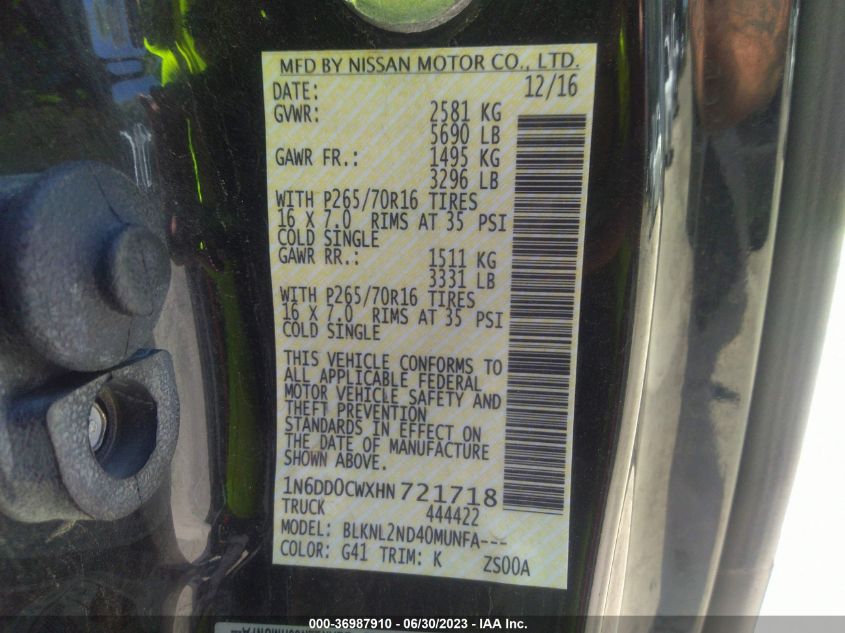 MFD BY NISSAN MOTOR CO., LTD.
DATE: 12/16
GVWR: 2581 KG
5690 LB
GAWR FR.: 1495 KG
3296 LB
WITH P265/70R16 TIRES
16 X 7.0 RIMS AT 35 PSI
COLD SINGLE
GAWR RR.: 1511 KG
3331 LB
WITH P265/70R16 TIRES
16 X 7.0 RIMS AT 35 PSI
COLD SINGLE
THIS VEHICLE CONFORMS TO
ALL APPLICABLE FEDERAL
MOTOR VEHICLE SAFETY AND
THEFT PREVENTION
STANDARDS IN EFFECT ON
THE DATE OF MANUFACTURE
SHOWN ABOVE.
1N6DD0CWXHN721718
TRUCK 444422
MODEL: BLKNL2ND40MUNFA---
COLOR: G41 TRIM: K ZS00A
000-36987910 - 06/30/2023 - IAA Inc.